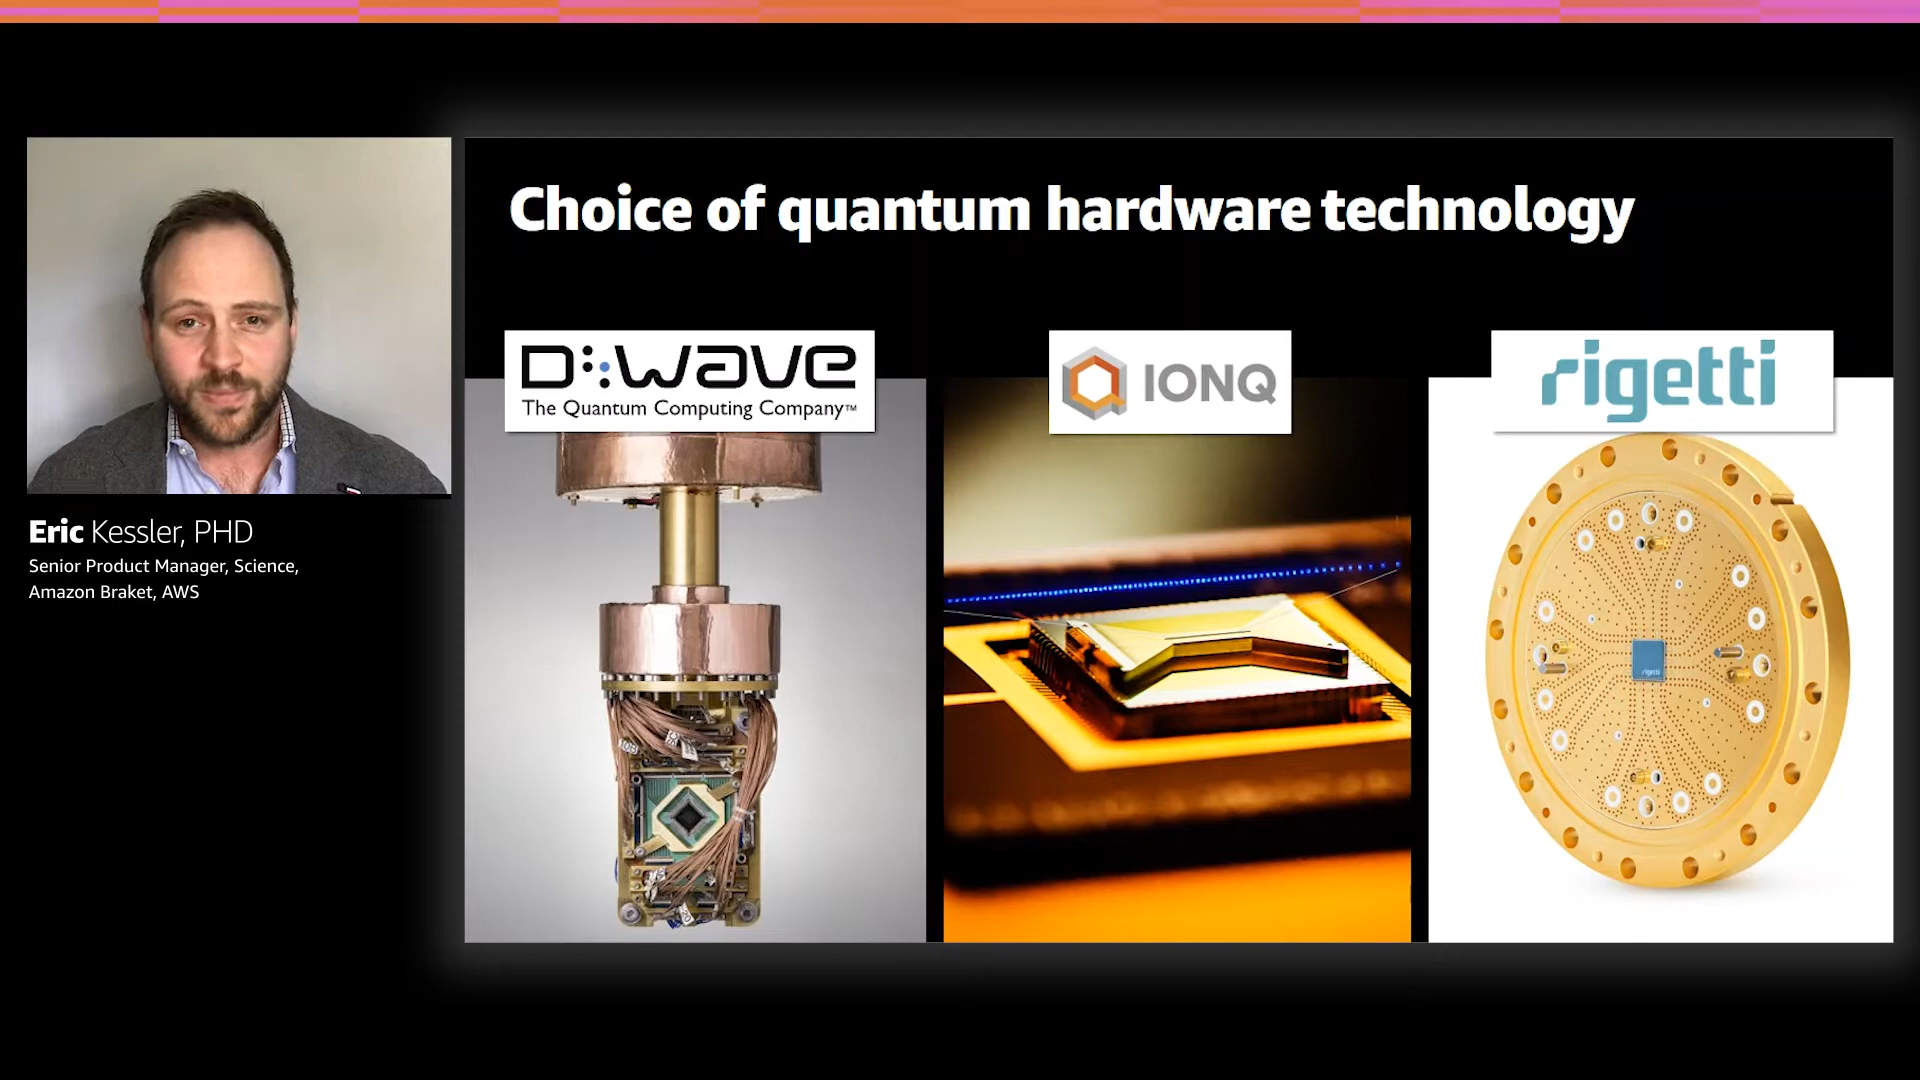 Choice of quantum hardware technology
D:Wave
The Quantum Computing Company™
IONQ
rigetti
rigetti
Eric Kessler, PHD
Senior Product Manager, Science,
Amazon Braket, AWS